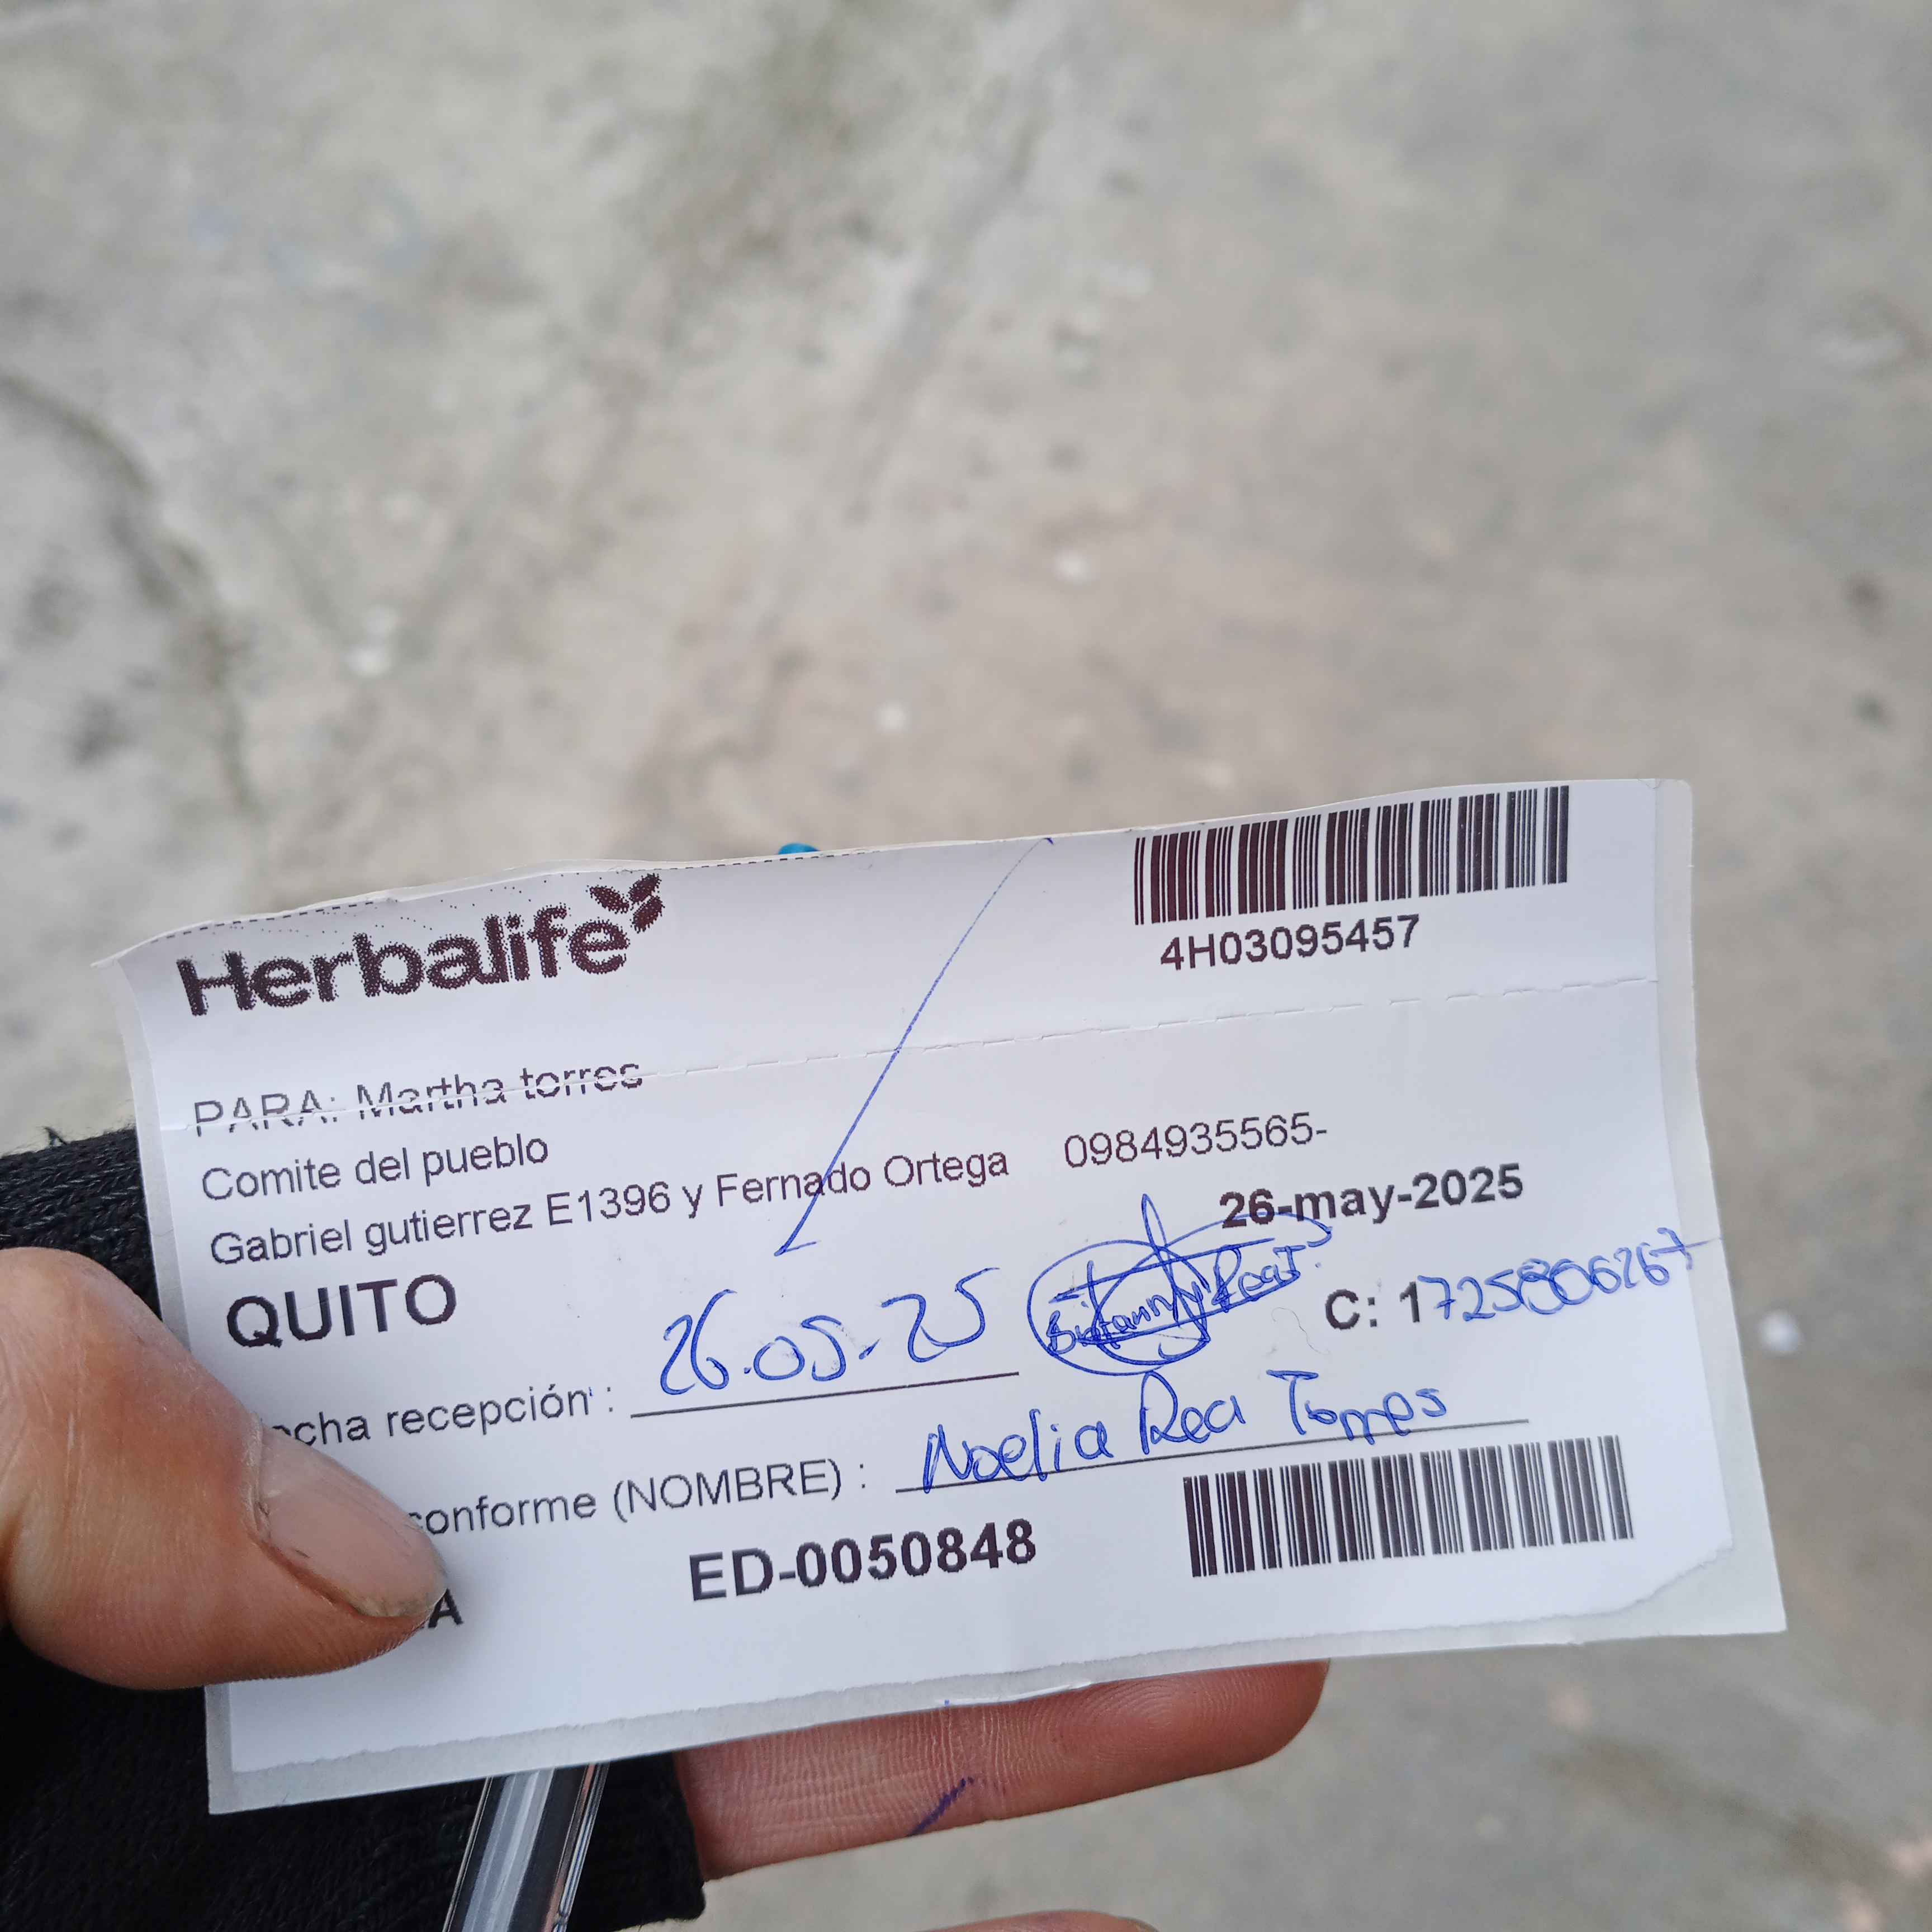 Herbalife
4H03095457
PARA: Martha torres
Comite del pueblo
Gabriel gutierrez E1396 y Fernado Ortega 0984935565-
26-may-2025
QUITO
echa recepción : 26.05.25
C: 1725806267
conforme (NOMBRE) : Noelia Rea Torres
A
ED-0050848